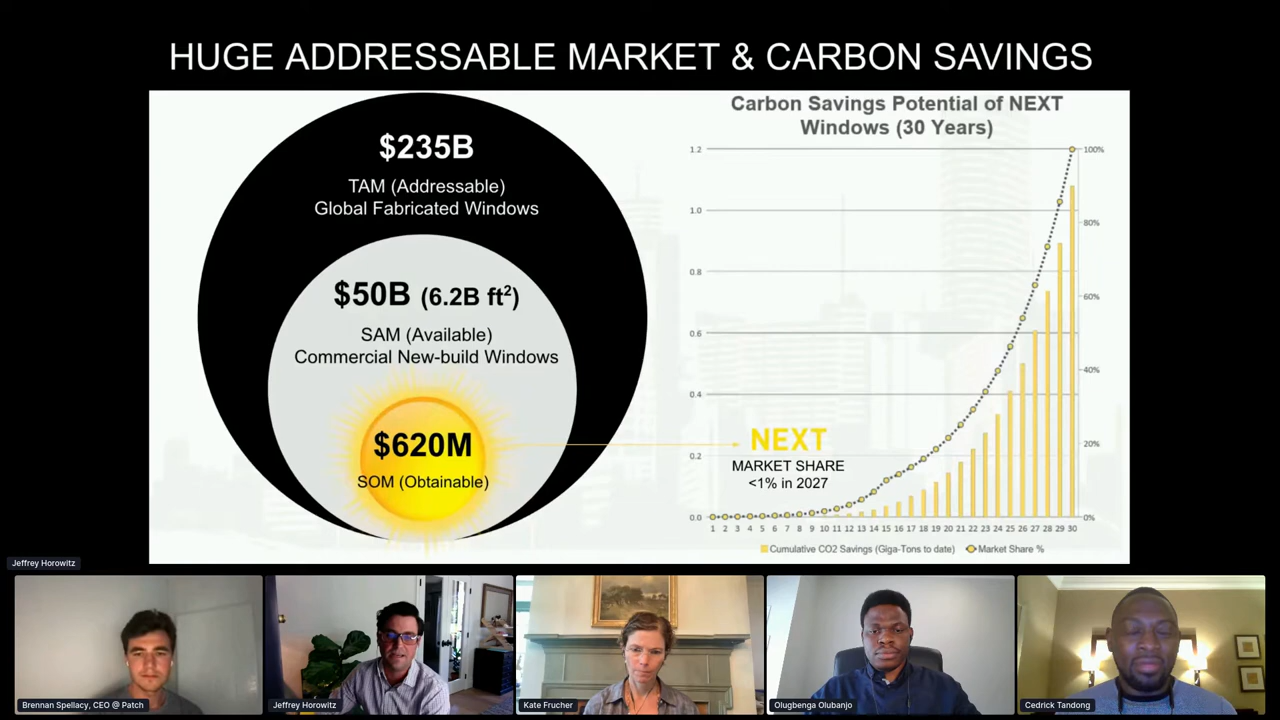 HUGE ADDRESSABLE MARKET & CARBON SAVINGS
$235B
TAM (Addressable)
Global Fabricated Windows
$50B (6.2B ft²)
SAM (Available)
Commercial New-build Windows
$620M
SOM (Obtainable)
Carbon Savings Potential of NEXT
Windows (30 Years)
1.2
1.0
0.8
0.6
0.4
0.2
0.0
100%
80%
60%
40%
20%
0%
NEXT
MARKET SHARE
<1% in 2027
1 2 3 4 5 6 7 8 9 10 11 12 13 14 15 16 17 18 19 20 21 22 23 24 25 26 27 28 29 30
Cumulative CO2 Savings (Giga-Tons to date) Market Share %
Jeffrey Horowitz
Brennan Spellacy, CEO @ Patch
Jeffrey Horowitz
Kate Frucher
Olugbenga Olubanjo
Cedrick Tandong